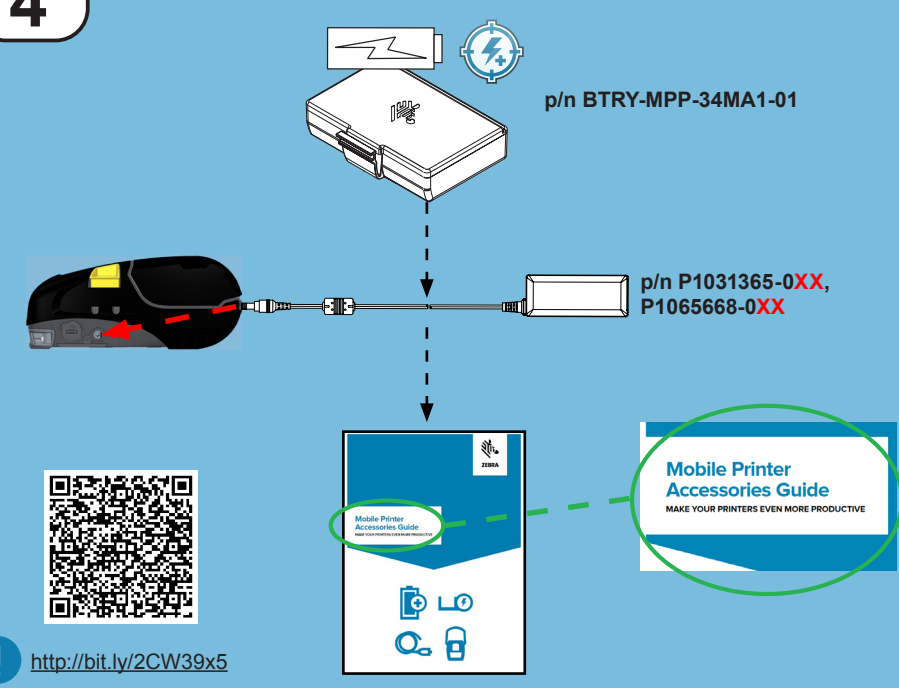 4
p/n BTRY-MPP-34MA1-01
p/n P1031365-0XX,
P1065668-0XX
ZEBRA
Mobile Printer
Accessories Guide
MAKE YOUR PRINTERS EVEN MORE PRODUCTIVE
Mobile Printer
Accessories Guide
MAKE YOUR PRINTERS EVEN MORE PRODUCTIVE
http://bit.ly/2CW39x5